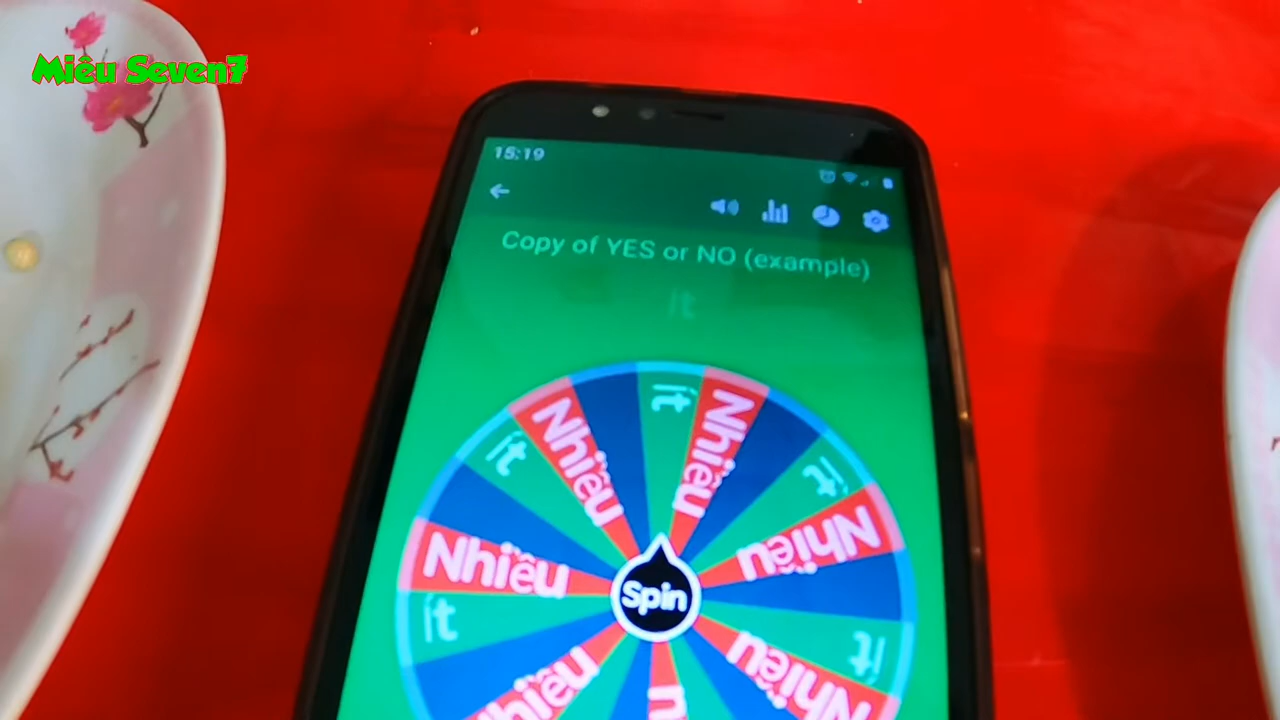 Miêu Seven7
15:19
Copy of YES or NO (example)
ít
ít
Nhiều
Nhiều
ít
ít
Nhiều
Nhiều
Spin
ít
ít
Nhiều
Nhiều